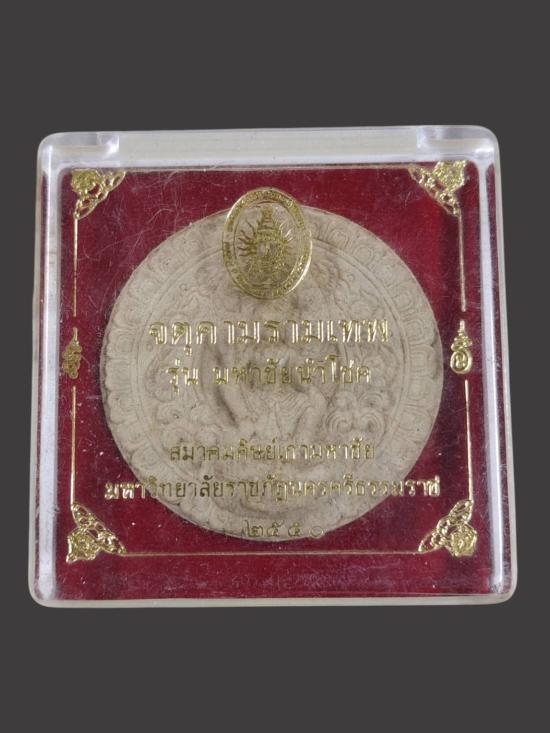 จตุคามรามเทพ
รุ่น มหาชัยนำโชค
สมาคมศิษย์เก่ามหาชัย
มหาวิทยาลัยราชภัฏนครศรีธรรมราช
๒๕๕๐